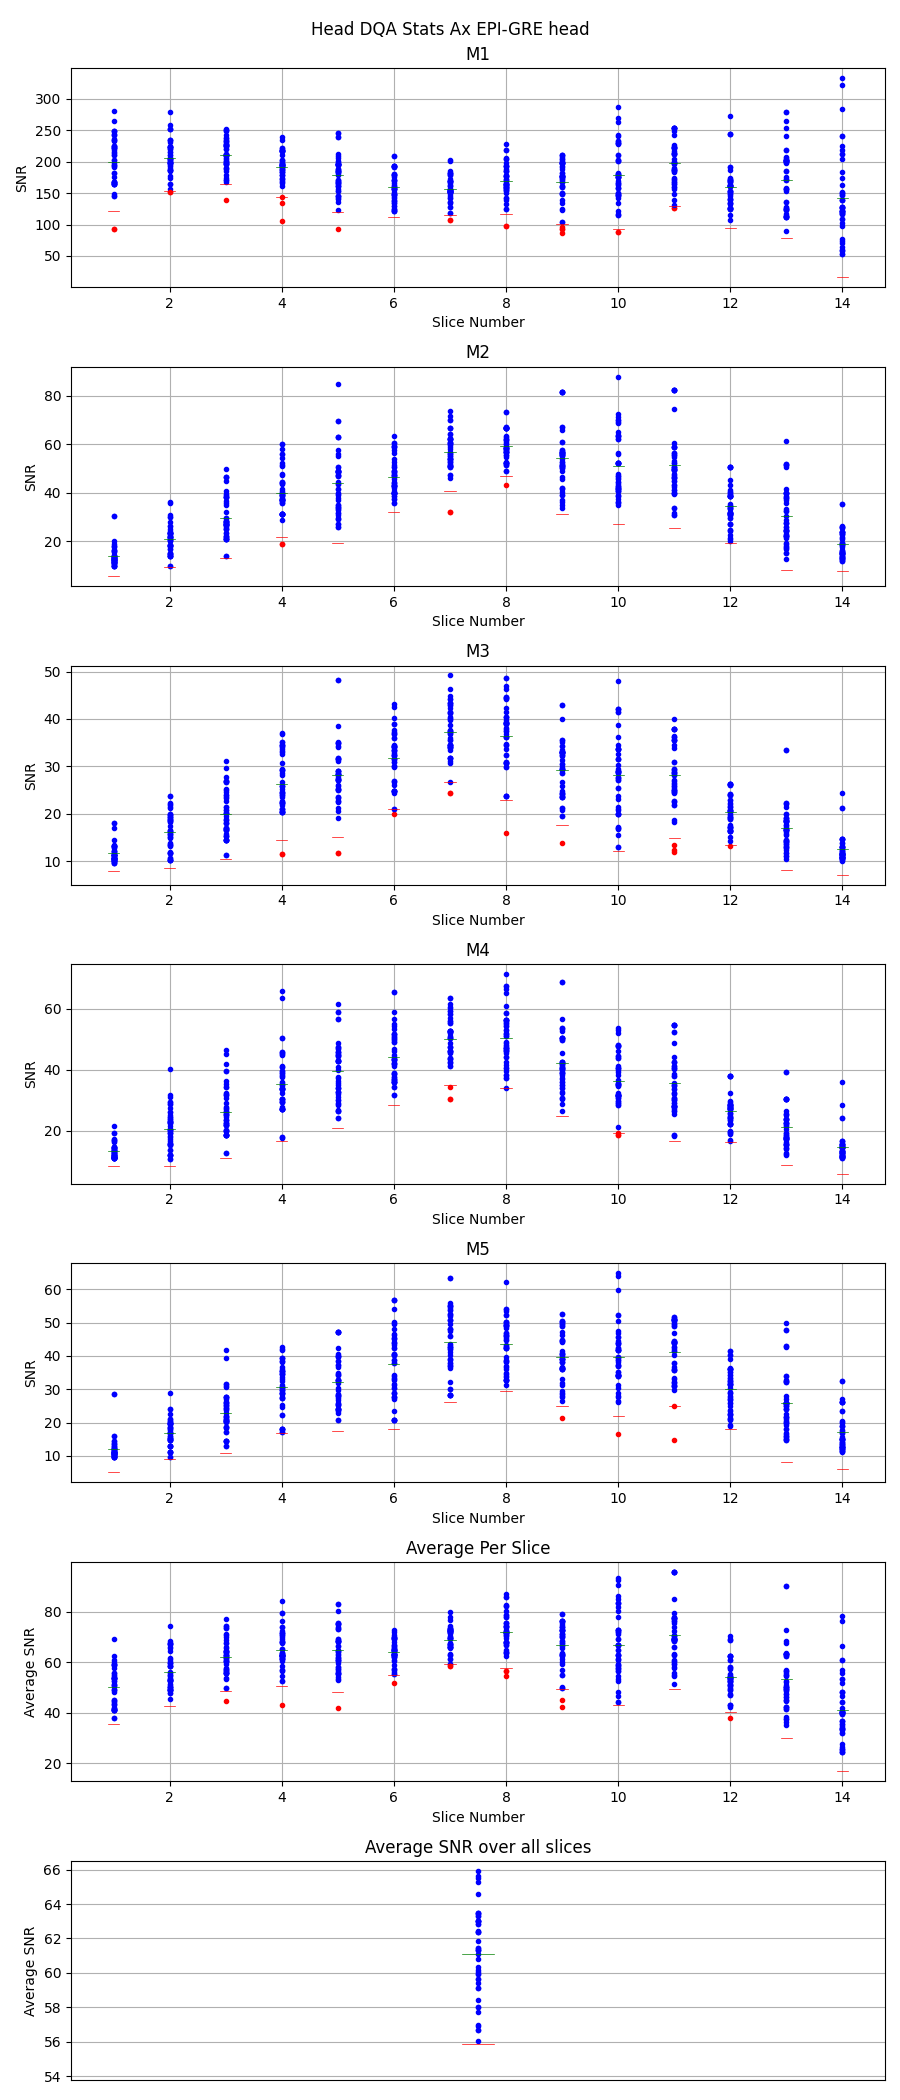 Head DQA Stats Ax EPI-GRE head
M1
300
250
200
150
100
50
SNR
2 4 6 8 10 12 14
Slice Number
M2
80
60
40
20
SNR
2 4 6 8 10 12 14
Slice Number
M3
50
40
30
20
10
SNR
2 4 6 8 10 12 14
Slice Number
M4
60
40
20
SNR
2 4 6 8 10 12 14
Slice Number
M5
60
50
40
30
20
10
SNR
2 4 6 8 10 12 14
Slice Number
Average Per Slice
80
60
40
20
Average SNR
2 4 6 8 10 12 14
Slice Number
Average SNR over all slices
66
64
62
60
58
56
54
Average SNR